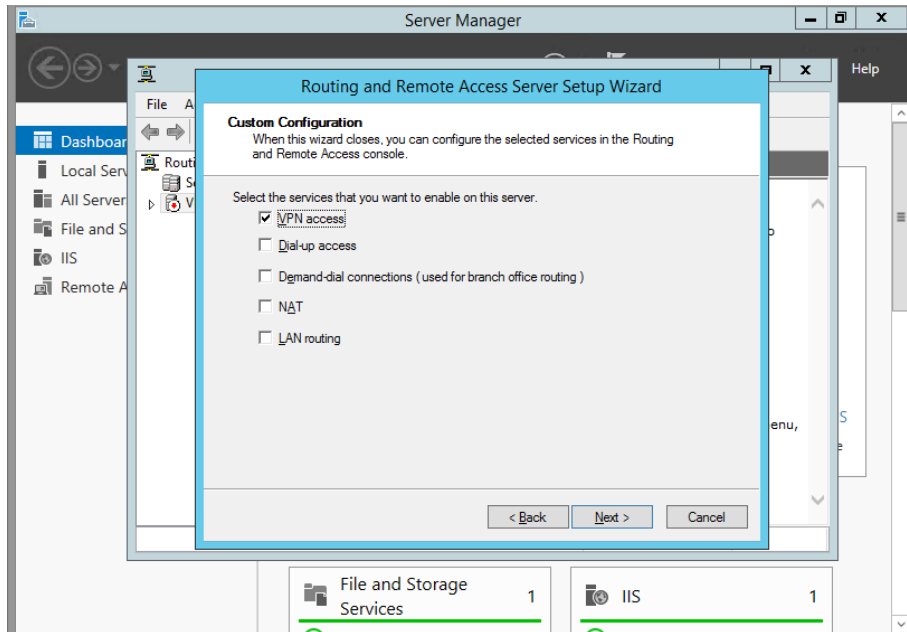 Server Manager
Help
File A
Routing and Remote Access Server Setup Wizard
Custom Configuration
When this wizard closes, you can configure the selected services in the Routing
and Remote Access console.
Select the services that you want to enable on this server.
VPN access
Dial-up access
Demand-dial connections ( used for branch office routing )
NAT
LAN routing
< Back
Next >
Cancel
Dashboar
Local Serv
All Server
File and S
IIS
Remote A
Routi
S
V
enu,
S
File and Storage
Services
1
IIS
1